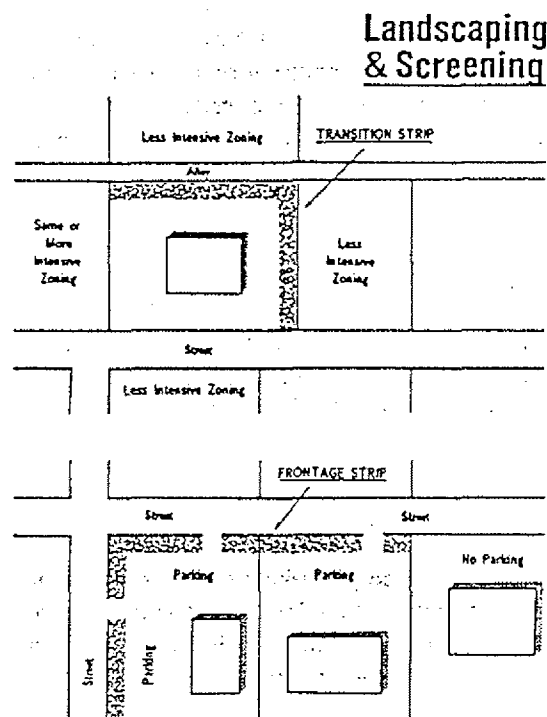 Landscaping
& Screening
Less Intensive Zoning
TRANSITION STRIP
Alley
Same or
More
Intensive
Zoning
Less
Intensive
Zoning
Street
Less Intensive Zoning
FRONTAGE STRIP
Street
Street
Parking
Parking
No Parking
Street
Parking